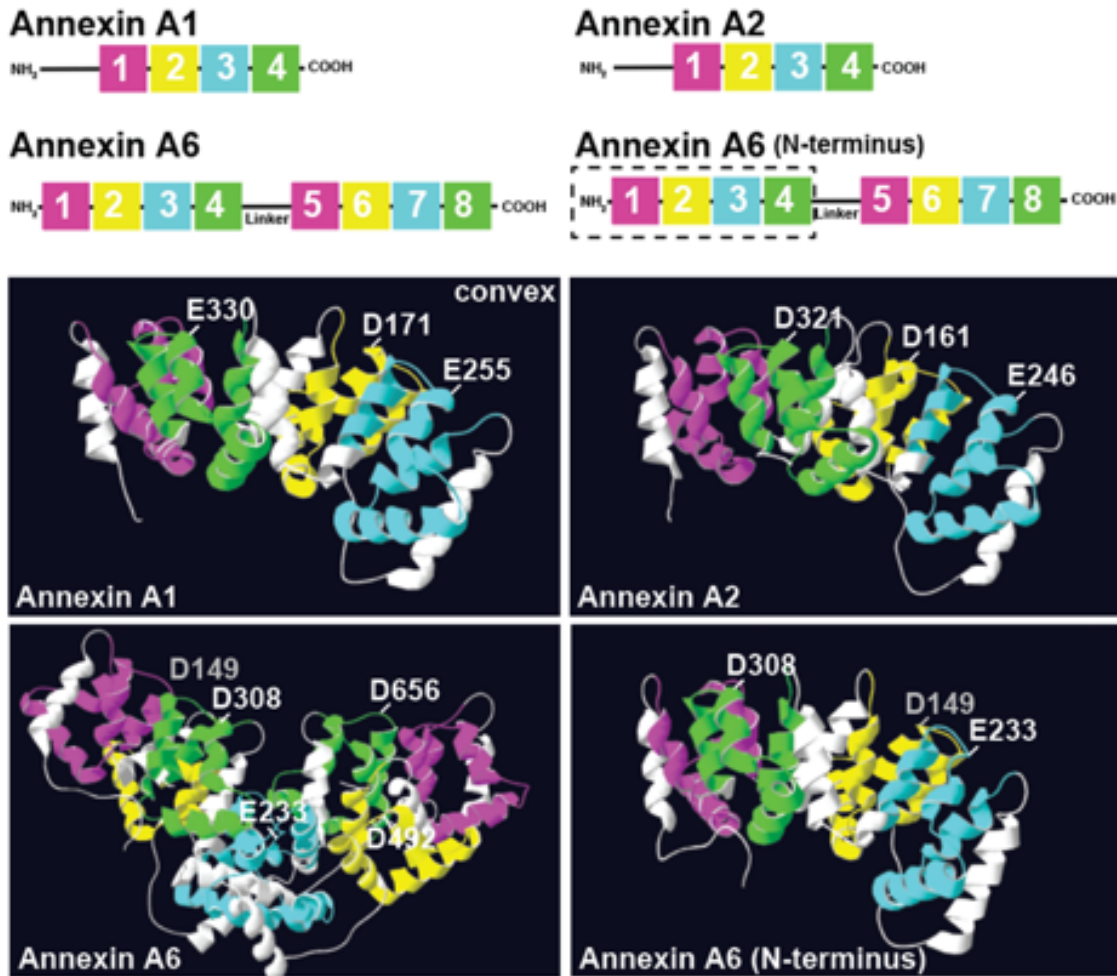 Annexin A1
NH₂ 1 2 3 4 COOH
Annexin A2
NH₂ 1 2 3 4 COOH
Annexin A6
NH₂ 1 2 3 4 Linker 5 6 7 8 COOH
Annexin A6 (N-terminus)
NH₂ 1 2 3 4 Linker 5 6 7 8 COOH
convex
E330
D171
E255
Annexin A1
D321
D161
E246
Annexin A2
D149
D308
D656
E233
D492
Annexin A6
D308
D149
E233
Annexin A6 (N-terminus)